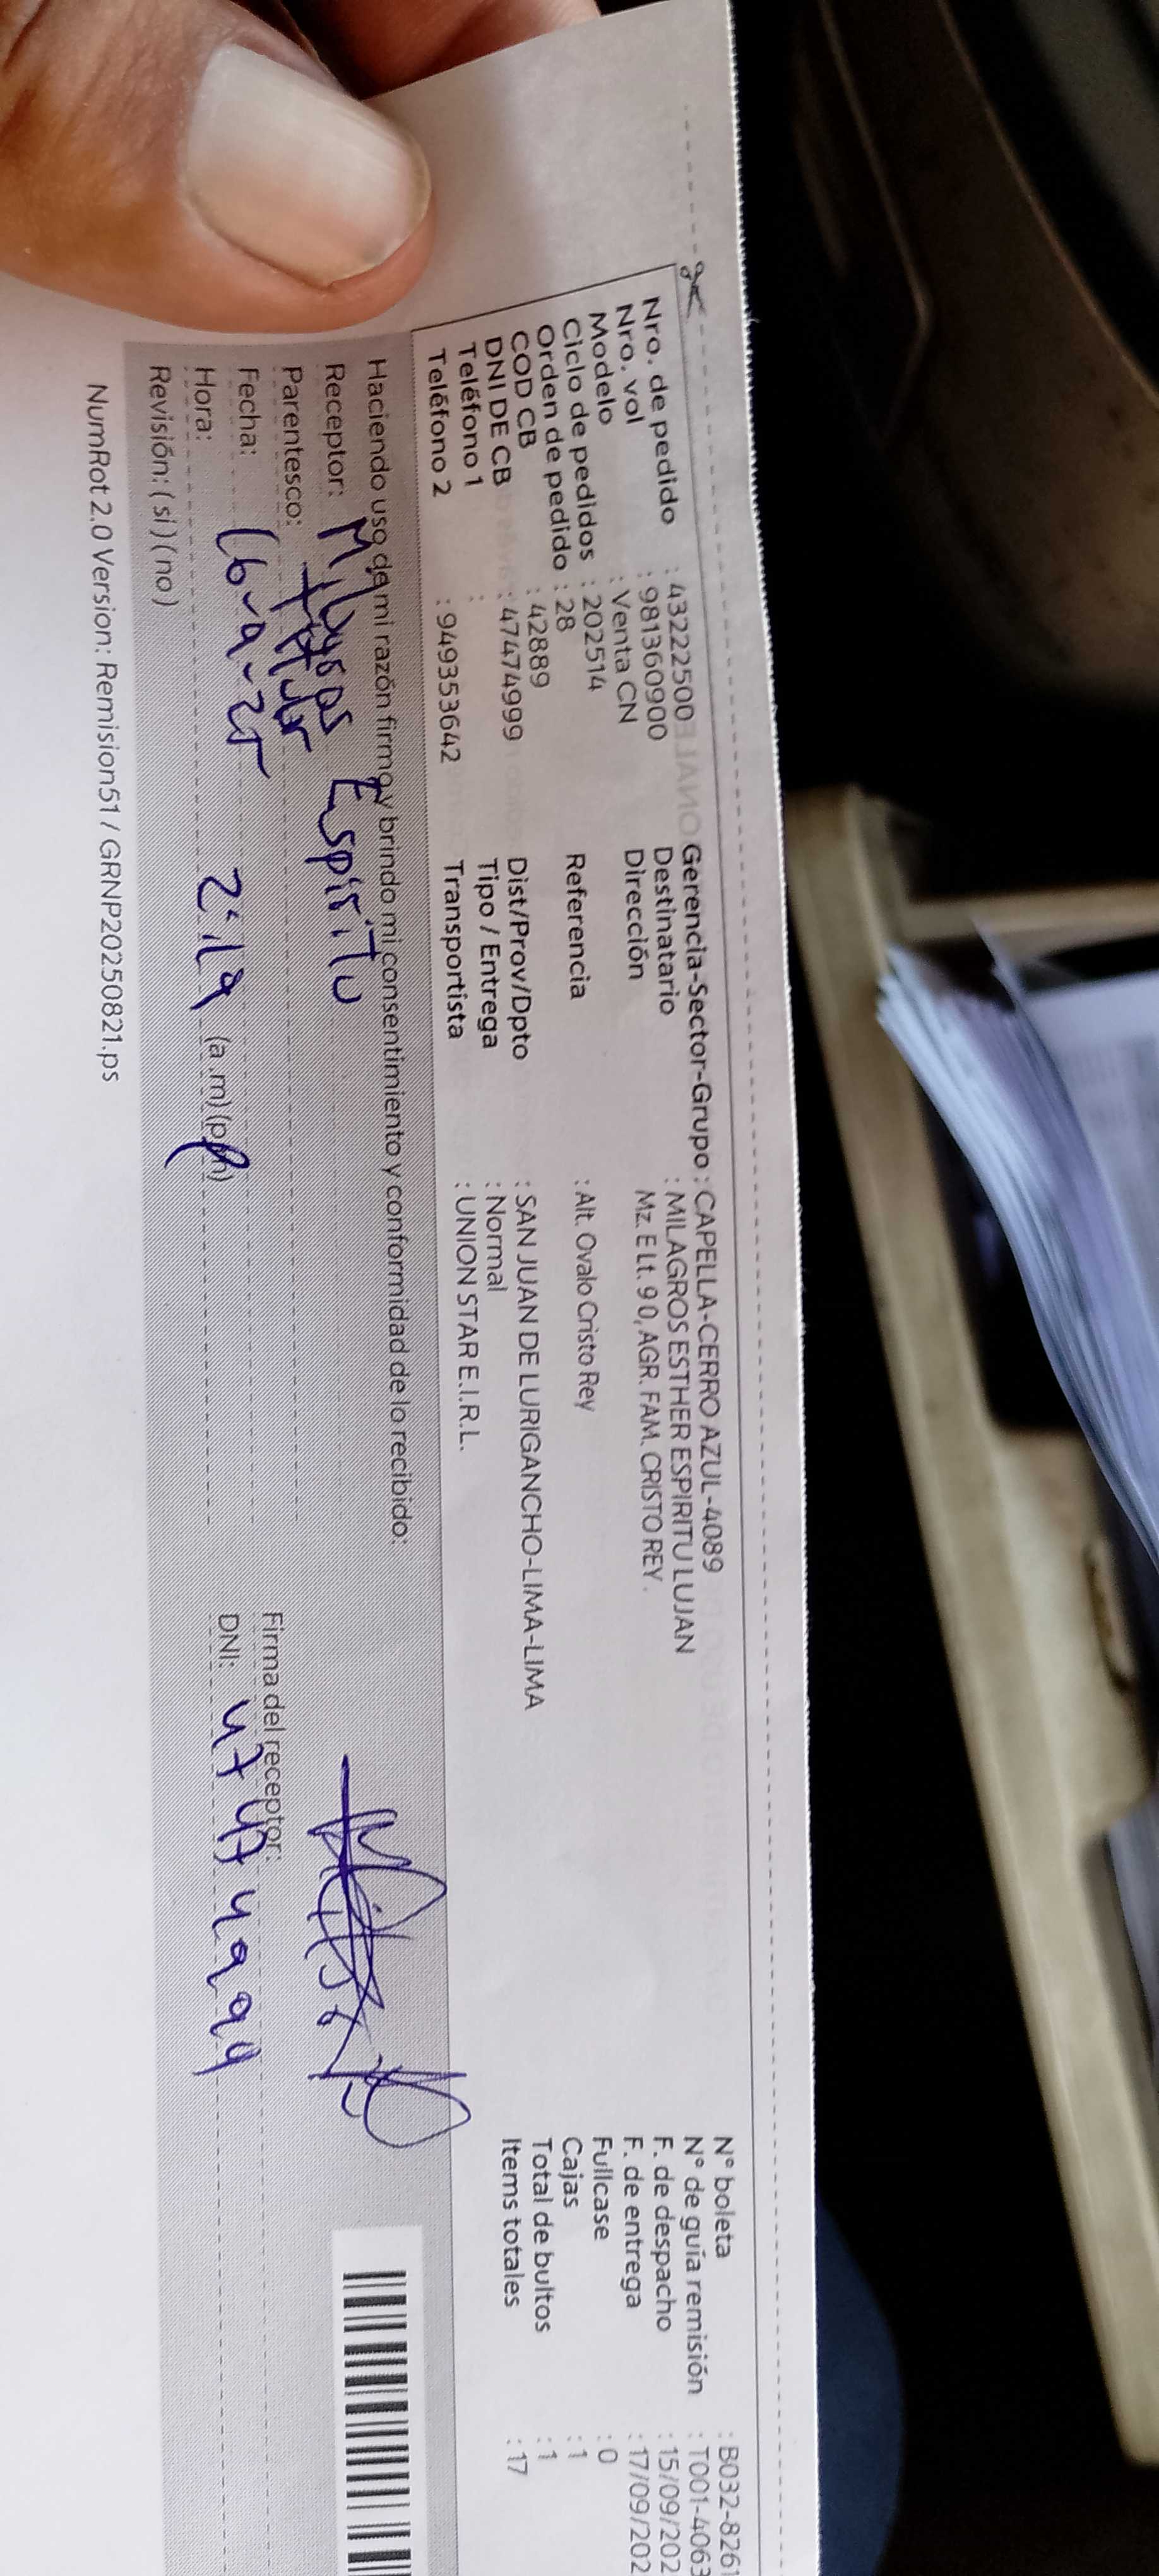 Nro. de pedido : 432222500
Nro. vol : 981360900
Modelo : Venta CN
Ciclo de pedidos : 202514
Orden de pedido : 28
COD CB : 42889
DNI DE CB : 47474999
Teléfono 1 :
Teléfono 2 : 949353642
Gerencia-Sector-Grupo : CAPELLA-CERRO AZUL-4089
Destinatario : MILAGROS ESTHER ESPIRITU LUJAN
Dirección Mz. E Lt. 9 0, AGR. FAM. CRISTO REY .
Referencia : Alt. Ovalo Cristo Rey
Dist/Prov/Dpto : SAN JUAN DE LURIGANCHO-LIMA-LIMA
Tipo / Entrega : Normal
Transportista : UNION STAR E.I.R.L.
N° boleta : B032-8261
N° de guía remisión : T001-4063
F. de despacho : 15/09/202
F. de entrega : 17/09/202
Fullcase : 0
Cajas : 1
Total de bultos : 1
Items totales : 17
Haciendo uso de mi razón firmo y brindo mi consentimiento y conformidad de lo recibido:
Receptor: Milagros Espiritu
Parentesco: titular
Fecha: 16-9-25
Hora: 2:19 (a.m) (pm)
Revisión: ( si ) ( no )
Firma del receptor:
DNI: 47474999
NumRot 2.0 Version: Remision51 / GRNP20250821.ps